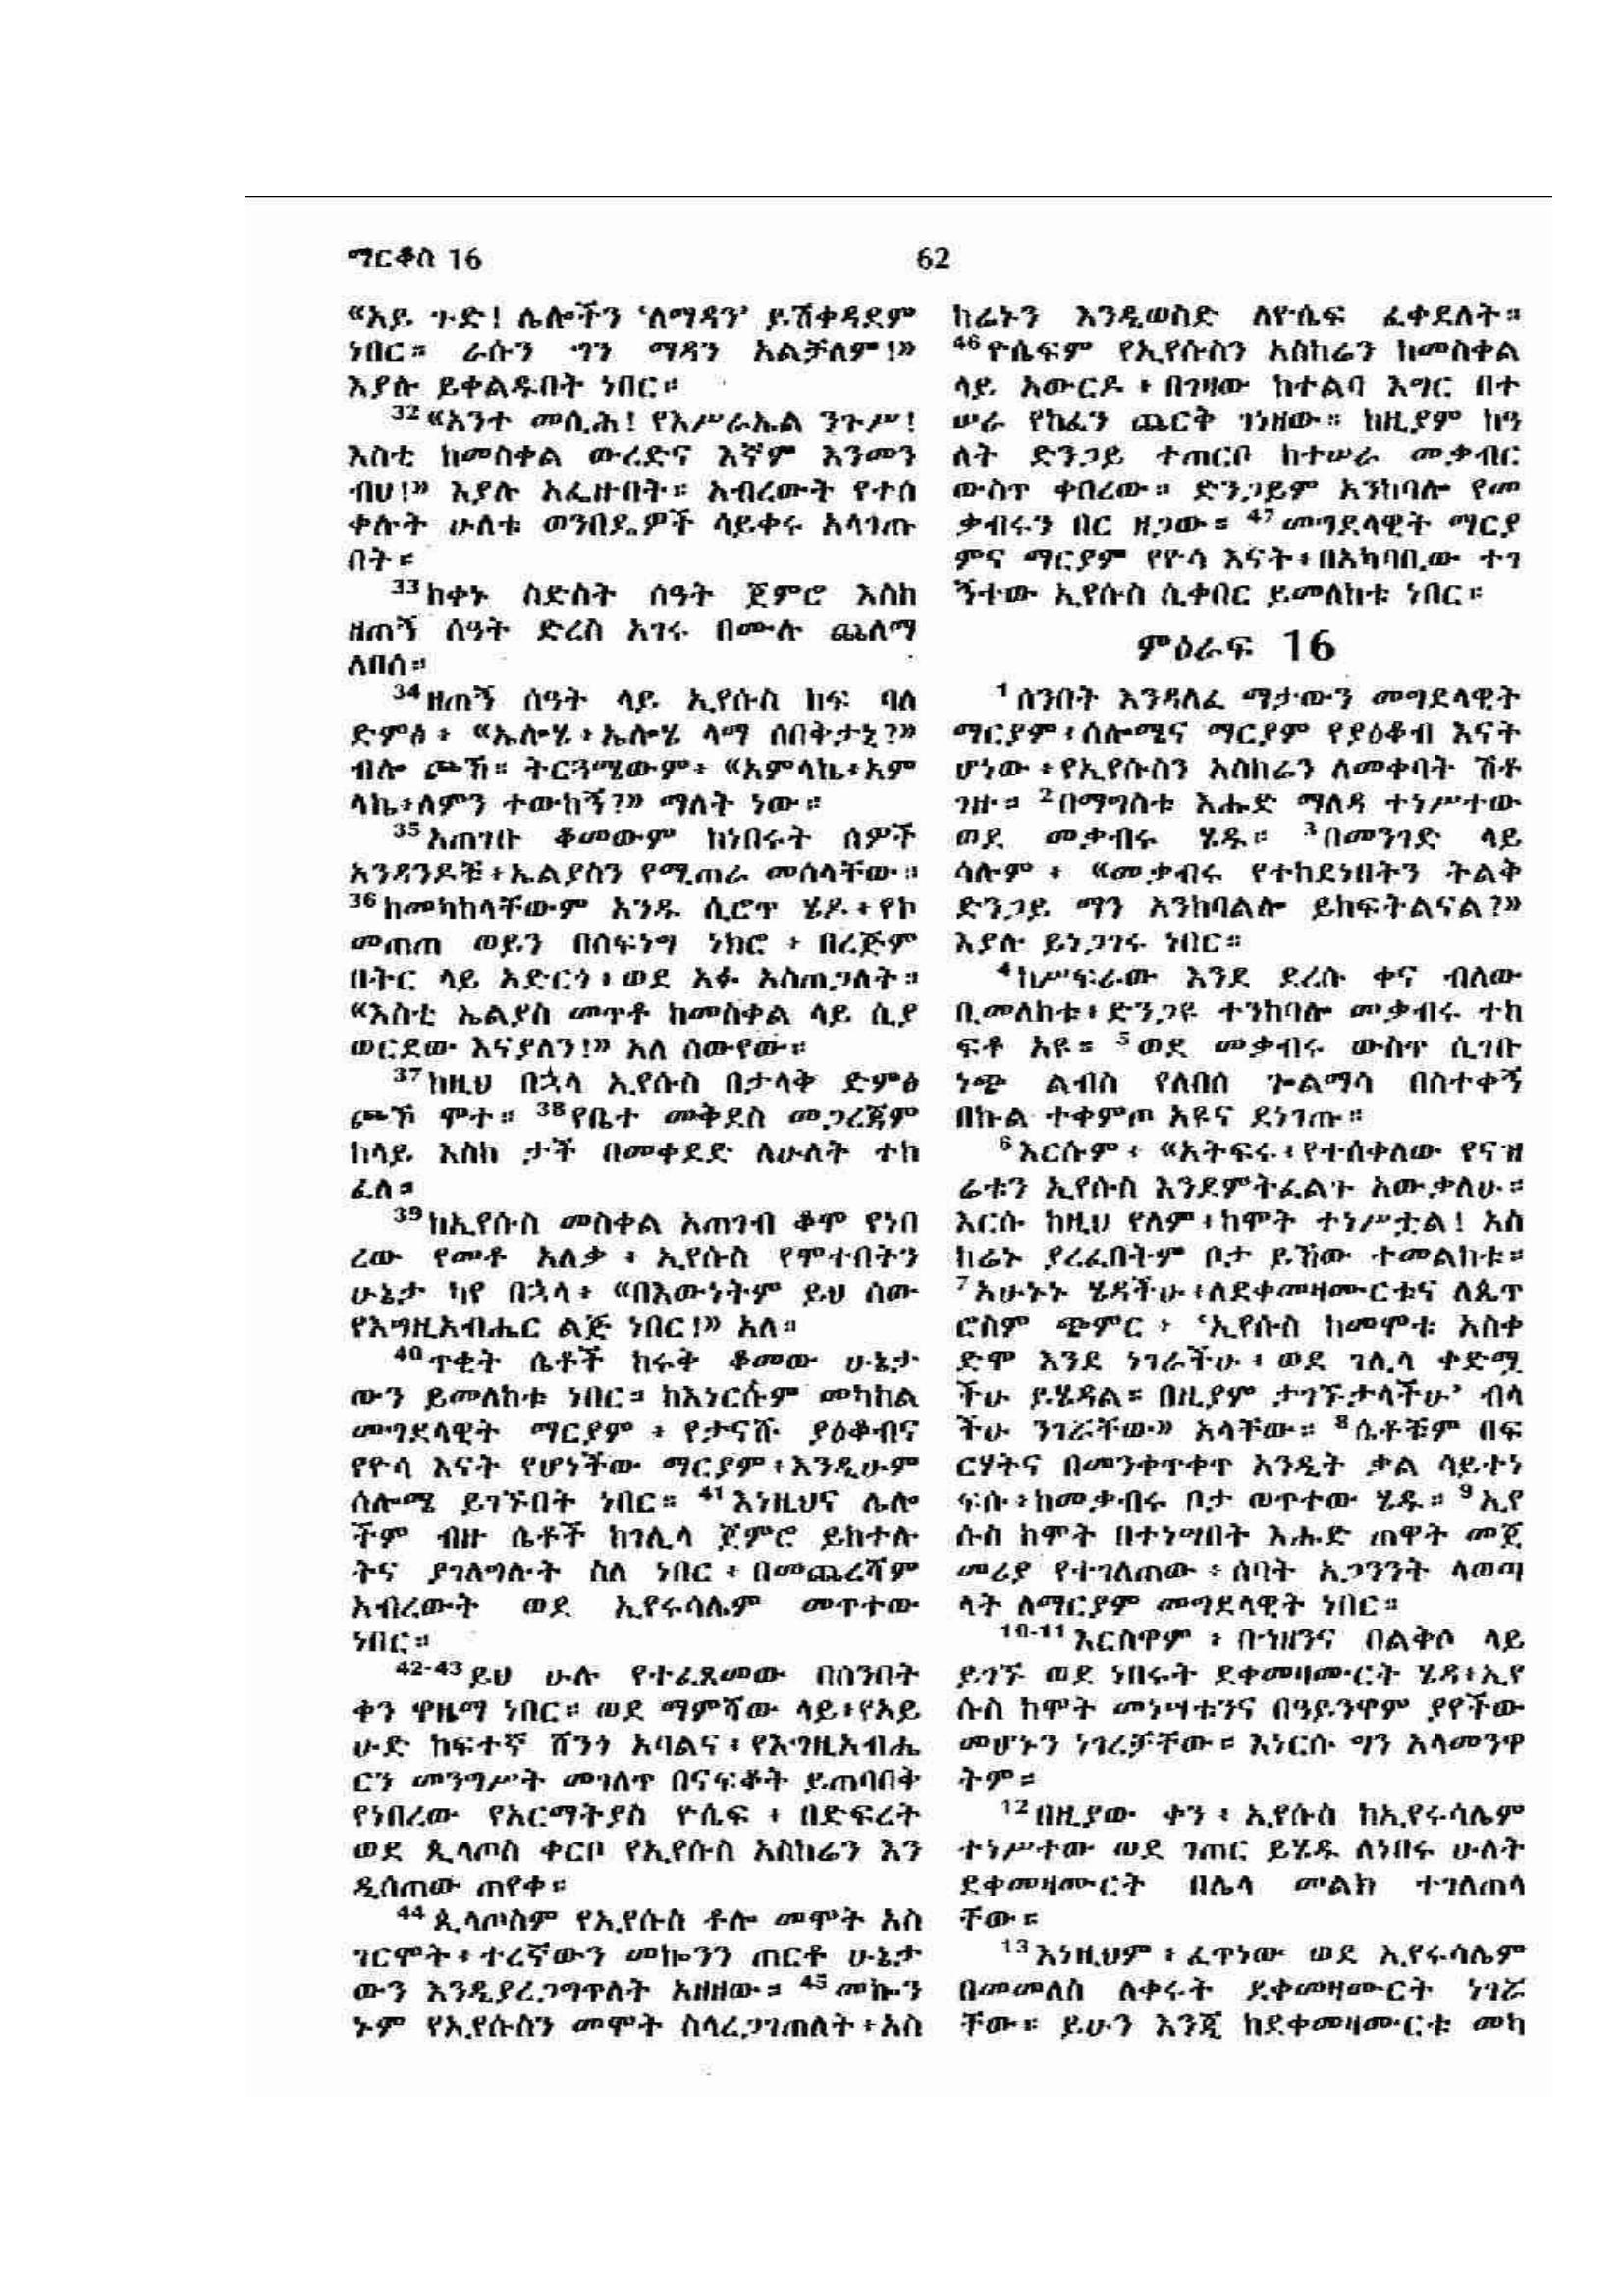 ማርቆስ 16
62
«አይ ጉድ! ሌሎችን ‘ለማዳን’ ይሽቀዳደም
ነበር። ራሱን ግን ማዳን አልቻለም!»
እያሉ ይቀልዱበት ነበር።
32 «አንተ መሲሕ! የእሥራኤል ንጉሥ!
እስቲ ከመስቀል ውረድና እኛም እንመን
ብህ!» እያሉ አፌዙበት። አብረውት የተሰ
ቀሉት ሁለቱ ወንበዴዎች ሳይቀሩ አላገጡ
በት።
33 ከቀኑ ስድስት ሰዓት ጀምሮ እስከ
ዘጠኝ ሰዓት ድረስ አገሩ በሙሉ ጨለማ
ለበሰ።
34 ዘጠኝ ሰዓት ላይ ኢየሱስ ከፍ ባለ
ድምፅ፥ «ኤሎሄ፥ኤሎሄ ላማ ሰበቅታኒ?»
ብሎ ጮኸ። ትርጓሜውም፥ «አምላኬ፥አም
ላኬ፥ለምን ተውከኝ?» ማለት ነው።
35 አጠገቡ ቆመውም ከነበሩት ሰዎች
አንዳንዶቹ፥ኤልያስን የሚጠራ መሰላቸው።
36 ከመካከላቸውም አንዱ ሲሮጥ ሄዶ፥የኮ
መጠጠ ወይን በሰፍነግ ነክሮ፥ በረጅም
በትር ላይ አድርጎ፥ ወደ አፉ አስጠጋለት።
«እስቲ ኤልያስ መጥቶ ከመስቀል ላይ ሲያ
ወርደው እናያለን!» አለ ሰውየው።
37 ከዚህ በኋላ ኢየሱስ በታላቅ ድምፅ
ጮኾ ሞተ። 38 የቤተ መቅደስ መጋረጃም
ከላይ እስከ ታች በመቀደድ ለሁለት ተከ
ፈለ።
39 ከኢየሱስ መስቀል አጠገብ ቆሞ የነበ
ረው የመቶ አለቃ፥ ኢየሱስ የሞተበትን
ሁኔታ ካየ በኋላ፥ «በእውነትም ይህ ሰው
የእግዚአብሔር ልጅ ነበር!» አለ።
40 ጥቂት ሴቶች ከሩቅ ቆመው ሁኔታ
ውን ይመለከቱ ነበር። ከእነርሱም መካከል
መግደላዊት ማርያም፥ የታናሹ ያዕቆብና
የዮሳ እናት የሆነችው ማርያም፥እንዲሁም
ሰሎሜ ይገኙበት ነበር። 41 እነዚህና ሌሎ
ችም ብዙ ሴቶች ከገሊላ ጀምሮ ይከተሉ
ትና ያገለግሉት ስለ ነበር፥ በመጨረሻም
አብረውት ወደ ኢየሩሳሌም መጥተው
ነበር።
42-43 ይህ ሁሉ የተፈጸመው በሰንበት
ቀን ዋዜማ ነበር። ወደ ማምሻው ላይ፥የአይ
ሁድ ከፍተኛ ሸንጎ አባልና፥ የእግዚአብሔ
ርን መንግሥት መገለጥ በናፍቆት ይጠባበቅ
የነበረው የአርማትያስ ዮሴፍ፥ በድፍረት
ወደ ጲላጦስ ቀርቦ የኢየሱስ አስከሬን እን
ዲሰጠው ጠየቀ።
44 ጲላጦስም የኢየሱስ ቶሎ መሞት አስ
ገርሞት፥ተረኛውን መኰንን ጠርቶ ሁኔታ
ውን እንዲያረጋግጥለት አዘዘው። 45 መኰን
ኑም የኢየሱስን መሞት ስላረጋገጠለት፥አስ
ከሬኑን እንዲወስድ ለዮሴፍ ፈቀደለት።
46 ዮሴፍም የኢየሱስን አስከሬን ከመስቀል
ላይ አውርዶ፥ በገዛው ከተልባ እግር በተ
ሠራ የከፈን ጨርቅ ገነዘው። ከዚያም ከዓ
ለት ድንጋይ ተጠርቦ ከተሠራ መቃብር
ውስጥ ቀበረው። ድንጋይም አንከባሎ የመ
ቃብሩን በር ዘጋው። 47 መግደላዊት ማርያ
ምና ማርያም የዮሳ እናት፥በአካባቢው ተገ
ኝተው ኢየሱስ ሲቀበር ይመለከቱ ነበር።
ምዕራፍ 16
1 ሰንበት እንዳለፈ ማታውን መግደላዊት
ማርያም፥ሰሎሜና ማርያም የያዕቆብ እናት
ሆነው፥የኢየሱስን አስከሬን ለመቀባት ሽቶ
ገዙ። 2 በማግስቱ እሑድ ማለዳ ተነሥተው
ወደ መቃብሩ ሄዱ። 3 በመንገድ ላይ
ሳሉም፥ «መቃብሩ የተከደነበትን ትልቅ
ድንጋይ ማን አንከባልሎ ይከፍትልናል?»
እያሉ ይነጋገሩ ነበር።
4 ከሥፍራው እንደ ደረሱ ቀና ብለው
ቢመለከቱ፥ድንጋዩ ተንከባሎ መቃብሩ ተከ
ፍቶ አዩ። 5 ወደ መቃብሩ ውስጥ ሲገቡ
ነጭ ልብስ የለበሰ ጐልማሳ በስተቀኝ
በኩል ተቀምጦ አዩና ደነገጡ።
6 እርሱም፥ «አትፍሩ፥የተሰቀለው የናዝ
ሬቱን ኢየሱስ እንደምትፈልጉ አውቃለሁ።
እርሱ ከዚህ የለም፥ከሞት ተነሥቷል! አስ
ከሬኑ ያረፈበትም ቦታ ይኸው ተመልከቱ።
7 አሁኑኑ ሄዳችሁ፥ለደቀመዛሙርቱና ለጴጥ
ሮስም ጭምር፥ ‘ኢየሱስ ከመሞቱ አስቀ
ድሞ እንደ ነገራችሁ፥ ወደ ገሊላ ቀድሟ
ችሁ ይሄዳል። በዚያም ታገኙታላችሁ’ ብላ
ችሁ ንገሯቸው» አላቸው። 8 ሴቶቹም በፍ
ርሃትና በመንቀጥቀጥ አንዲት ቃል ሳይተነ
ፍሱ፥ከመቃብሩ ቦታ ወጥተው ሄዱ። 9 ኢየ
ሱስ ከሞት በተነሣበት እሑድ ጠዋት መጀ
መሪያ የተገለጠው፥ ሰባት አጋንንት ላወጣ
ላት ለማርያም መግደላዊት ነበር።
10-11 እርስዋም፥ በኀዘንና በልቅሶ ላይ
ይገኙ ወደ ነበሩት ደቀመዛሙርት ሄዳ፥ኢየ
ሱስ ከሞት መነሣቱንና በዓይንዋም ያየችው
መሆኑን ነገረቻቸው። እነርሱ ግን አላመንዋ
ትም።
12 በዚያው ቀን፥ ኢየሱስ ከኢየሩሳሌም
ተነሥተው ወደ ገጠር ይሄዱ ለነበሩ ሁለት
ደቀመዛሙርት በሌላ መልክ ተገለጠላ
ቸው።
13 እነዚህም፥ ፈጥነው ወደ ኢየሩሳሌም
በመመለስ ለቀሩት ደቀመዛሙርት ነገሯ
ቸው። ይሁን እንጂ ከደቀመዛሙርቱ መካ